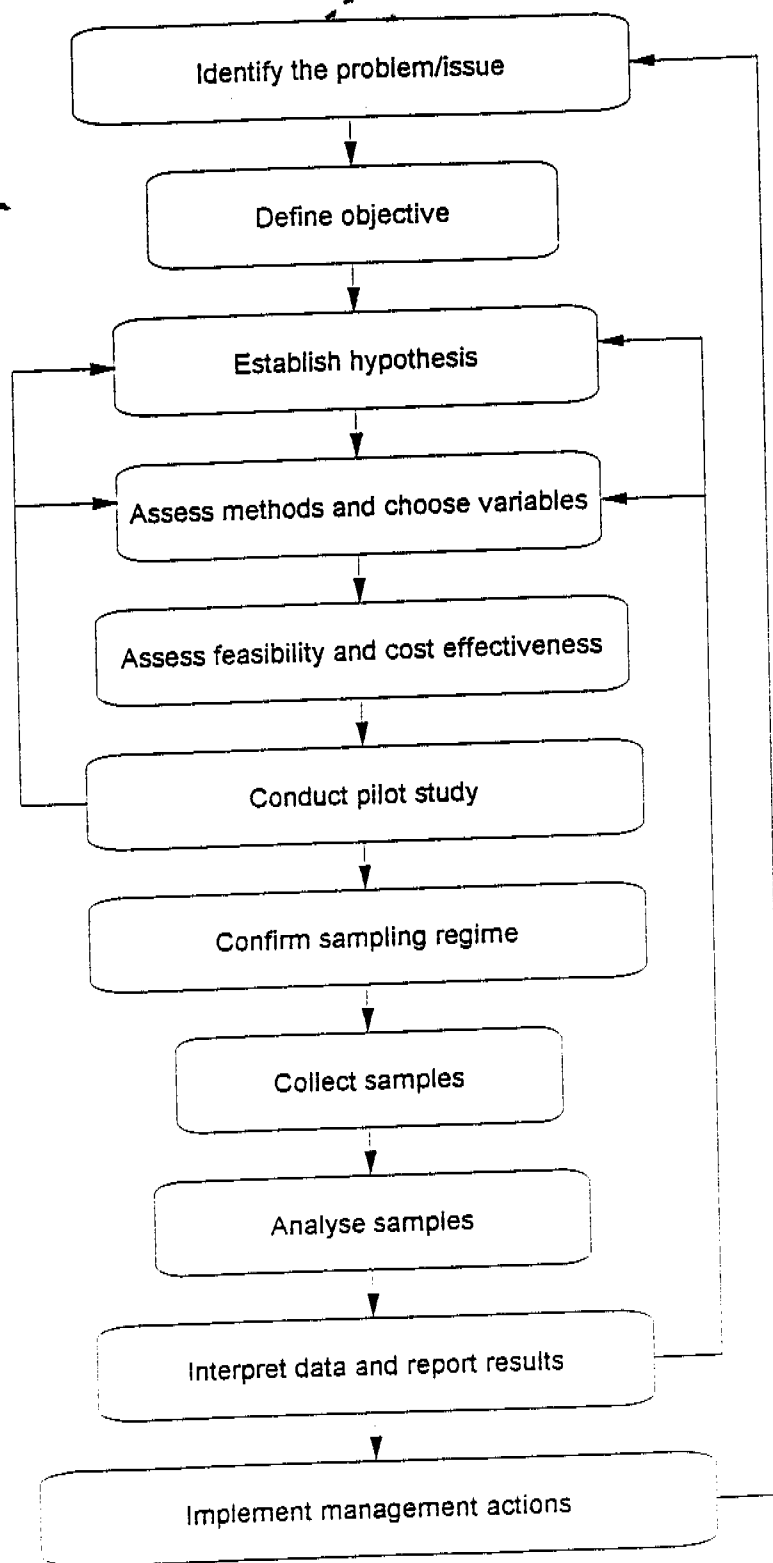 Identify the problem/issue
Define objective
Establish hypothesis
Assess methods and choose variables
Assess feasibility and cost effectiveness
Conduct pilot study
Confirm sampling regime
Collect samples
Analyse samples
Interpret data and report results
Implement management actions